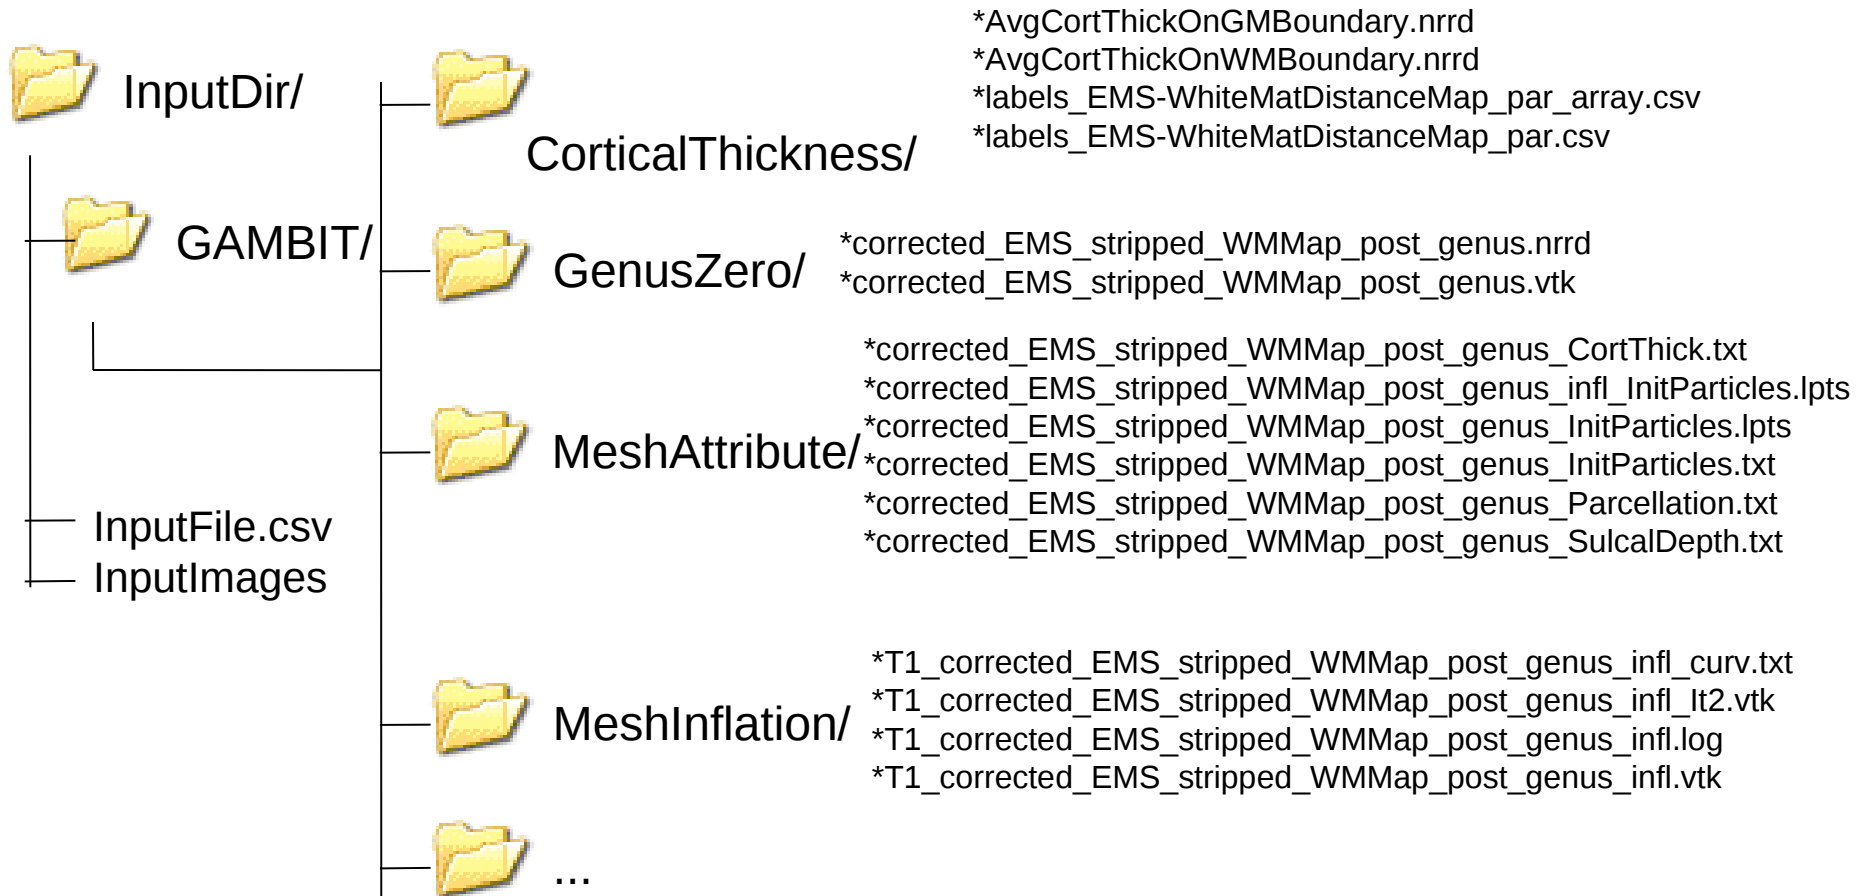 InputDir/
GAMBIT/
InputFile.csv
InputImages
CorticalThickness/
*AvgCortThickOnGMBoundary.nrrd
*AvgCortThickOnWMBoundary.nrrd
*labels_EMS-WhiteMatDistanceMap_par_array.csv
*labels_EMS-WhiteMatDistanceMap_par.csv
GenusZero/
*corrected_EMS_stripped_WMMap_post_genus.nrrd
*corrected_EMS_stripped_WMMap_post_genus.vtk
MeshAttribute/
*corrected_EMS_stripped_WMMap_post_genus_CortThick.txt
*corrected_EMS_stripped_WMMap_post_genus_infl_InitParticles.lpts
*corrected_EMS_stripped_WMMap_post_genus_InitParticles.lpts
*corrected_EMS_stripped_WMMap_post_genus_InitParticles.txt
*corrected_EMS_stripped_WMMap_post_genus_Parcellation.txt
*corrected_EMS_stripped_WMMap_post_genus_SulcalDepth.txt
MeshInflation/
*T1_corrected_EMS_stripped_WMMap_post_genus_infl_curv.txt
*T1_corrected_EMS_stripped_WMMap_post_genus_infl_It2.vtk
*T1_corrected_EMS_stripped_WMMap_post_genus_infl.log
*T1_corrected_EMS_stripped_WMMap_post_genus_infl.vtk
...